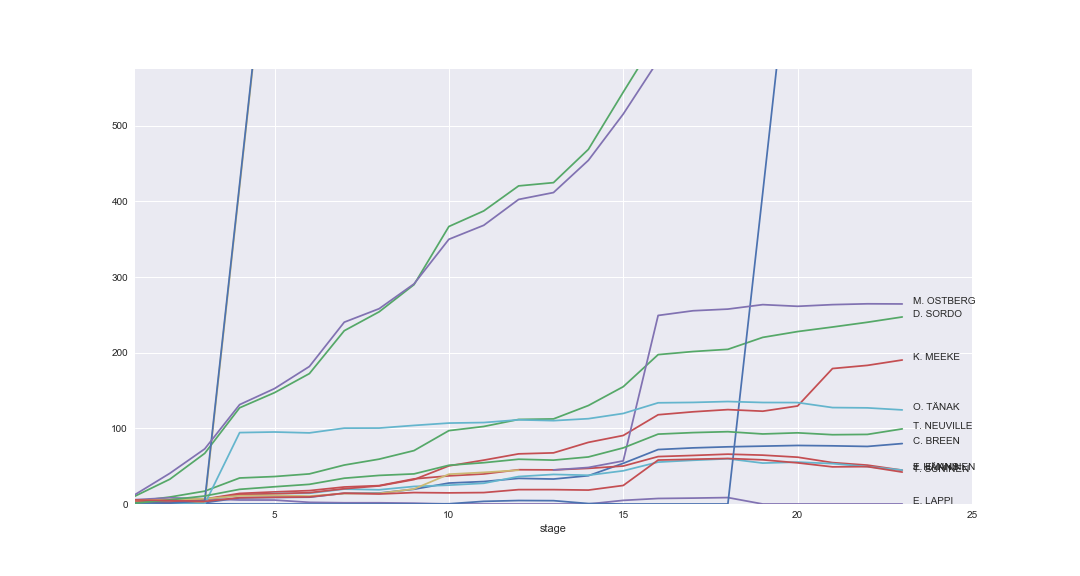 500
400
300
200
100
0
5
10
15
20
25
stage
M. OSTBERG
D. SORDO
K. MEEKE
O. TÄNAK
T. NEUVILLE
C. BREEN
E. LAPPI